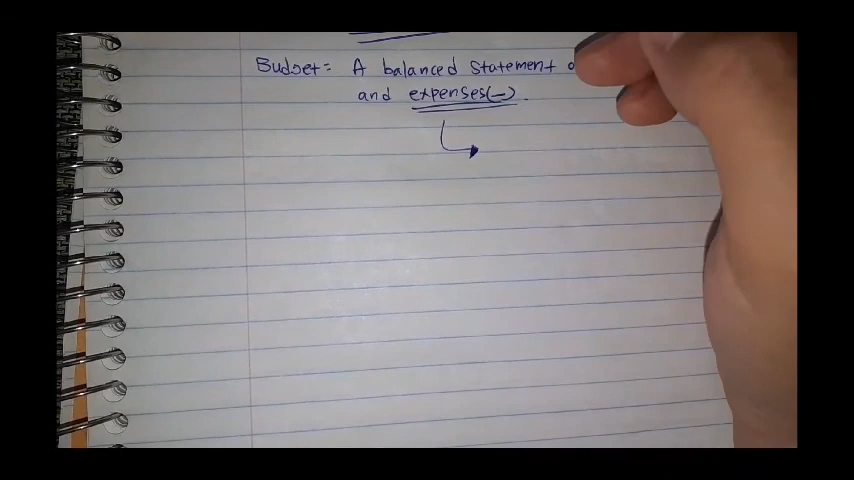 Budget: A balanced statement
and expenses(-).